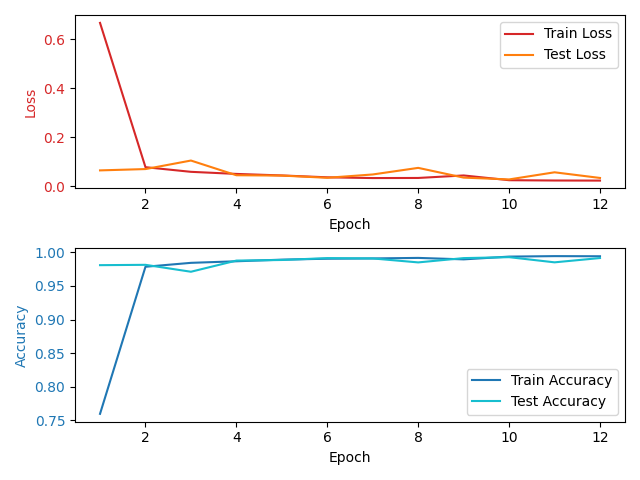 0.6
0.4
0.2
0.0
Loss
Train Loss
Test Loss
2 4 6 8 10 12
Epoch
1.00
0.95
0.90
0.85
0.80
0.75
Accuracy
Train Accuracy
Test Accuracy
2 4 6 8 10 12
Epoch